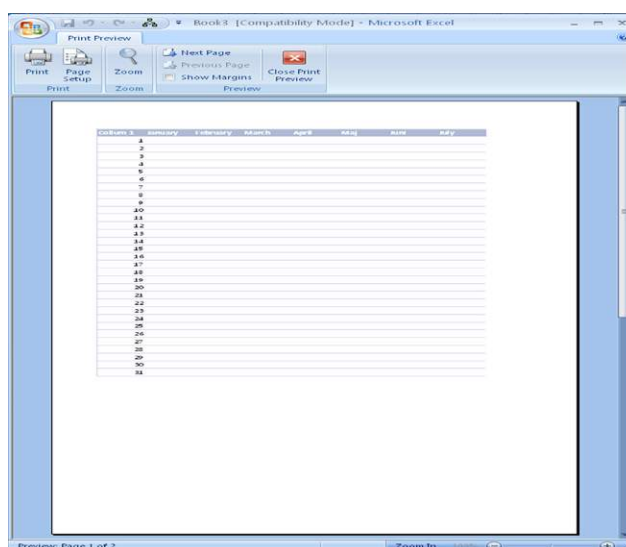 Book3 [Compatibility Mode] - Microsoft Excel
Print Preview
Print
Page Setup
Zoom
Next Page
Previous Page
Show Margins
Close Print Preview
Print
Zoom
Preview
January February March April Maj Juni July
1
2
3
4
5
6
7
8
9
10
11
12
13
14
15
16
17
18
19
20
21
22
23
24
25
26
27
28
29
30
31
Preview: Page 1 of 2
Zoom In